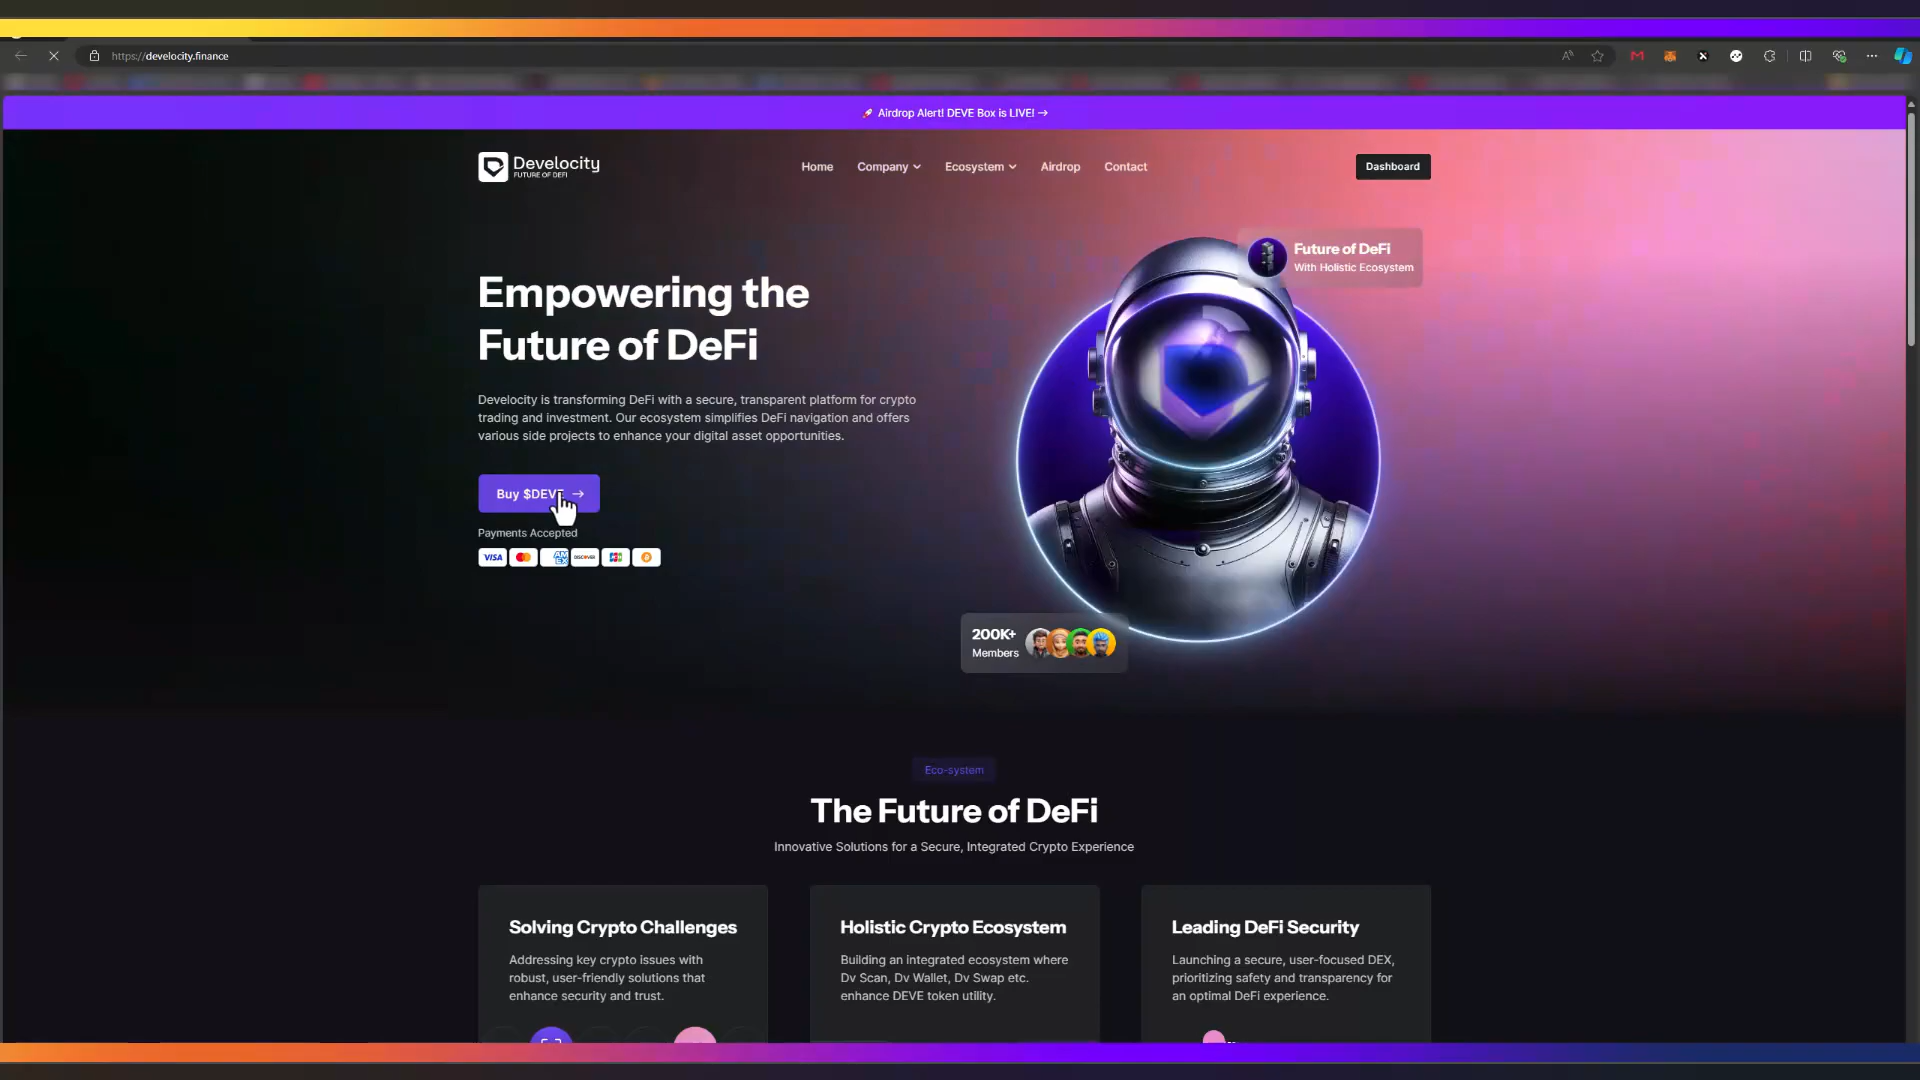 https://develocity.finance
🚀 Airdrop Alert! DEVE Box is LIVE! →
Develocity
FUTURE OF DEFI
Home
Company
Ecosystem
Airdrop
Contact
Dashboard
Future of DeFi
With Holistic Ecosystem
Empowering the
Future of DeFi
Develocity is transforming DeFi with a secure, transparent platform for crypto
trading and investment. Our ecosystem simplifies DeFi navigation and offers
various side projects to enhance your digital asset opportunities.
Buy $DEVE →
Payments Accepted
VISA
AMEX
DISCOVER
JCB
200K+
Members
Eco-system
The Future of DeFi
Innovative Solutions for a Secure, Integrated Crypto Experience
Solving Crypto Challenges
Addressing key crypto issues with
robust, user-friendly solutions that
enhance security and trust.
Holistic Crypto Ecosystem
Building an integrated ecosystem where
Dv Scan, Dv Wallet, Dv Swap etc.
enhance DEVE token utility.
Leading DeFi Security
Launching a secure, user-focused DEX,
prioritizing safety and transparency for
an optimal DeFi experience.